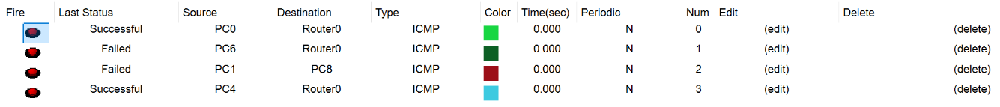 Fire Last Status Source Destination Type Color Time(sec) Periodic Num Edit Delete
Successful PC0 Router0 ICMP 0.000 N 0 (edit) (delete)
Failed PC6 Router0 ICMP 0.000 N 1 (edit) (delete)
Failed PC1 PC8 ICMP 0.000 N 2 (edit) (delete)
Successful PC4 Router0 ICMP 0.000 N 3 (edit) (delete)